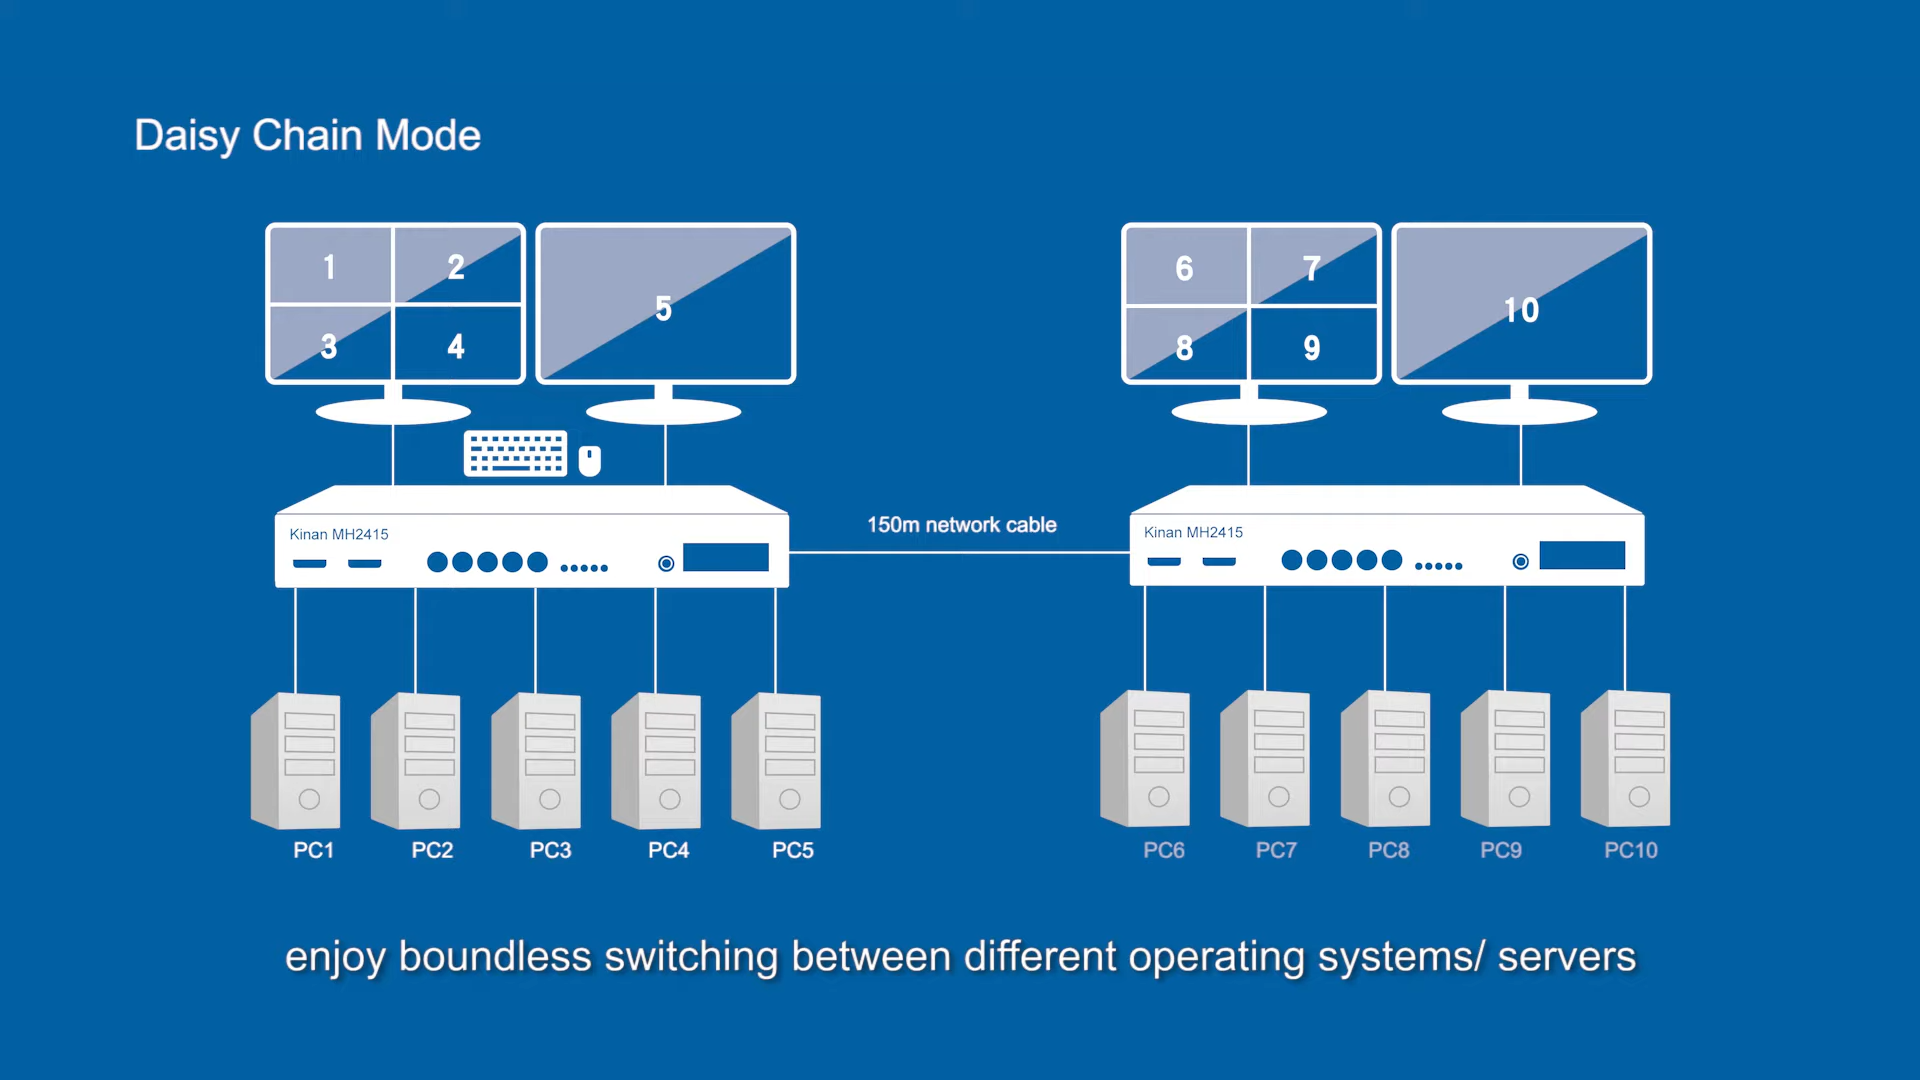 Daisy Chain Mode
1 2
3 4
5
6 7
8 9
10
Kinan MH2415
150m network cable
Kinan MH2415
PC1 PC2 PC3 PC4 PC5
PC6 PC7 PC8 PC9 PC10
enjoy boundless switching between different operating systems/ servers